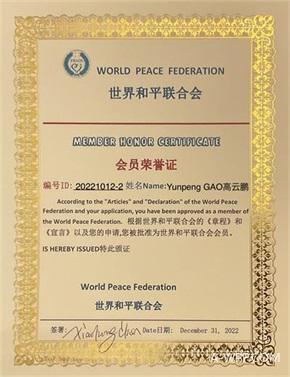 WORLD PEACE FEDERATION
世界和平联合会
MEMBER HONOR CERTIFICATE
会员荣誉证
编号ID: 20221012-2 姓名Name:Yunpeng GAO高云鹏
According to the "Articles" and "Declaration" of the World Peace
Federation and your application, you have been approved as a member of
the World Peace Federation. 根据世界和平联合会的《章程》和
《宣言》以及您的申请,您被批准为世界和平联合会会员。
IS HEREBY ISSUED特此颁证
World Peace Federation
世界和平联合会
签署: Date日期: December 31, 2022